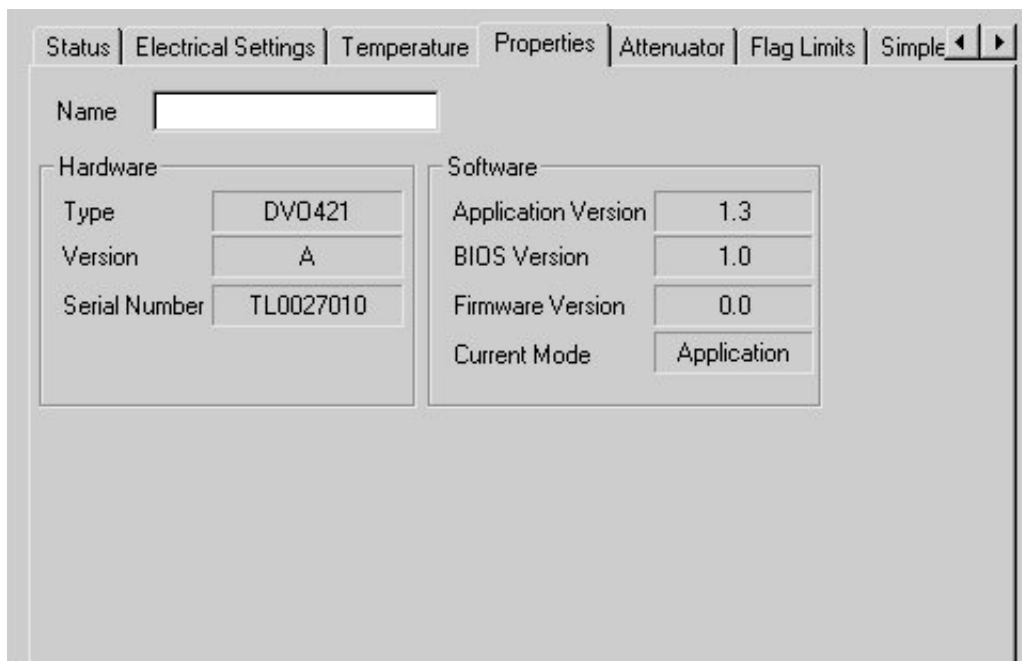 Status Electrical Settings Temperature Properties Attenuator Flag Limits Simple
Name
Hardware
Type DVO421
Version A
Serial Number TL0027010
Software
Application Version 1.3
BIOS Version 1.0
Firmware Version 0.0
Current Mode Application